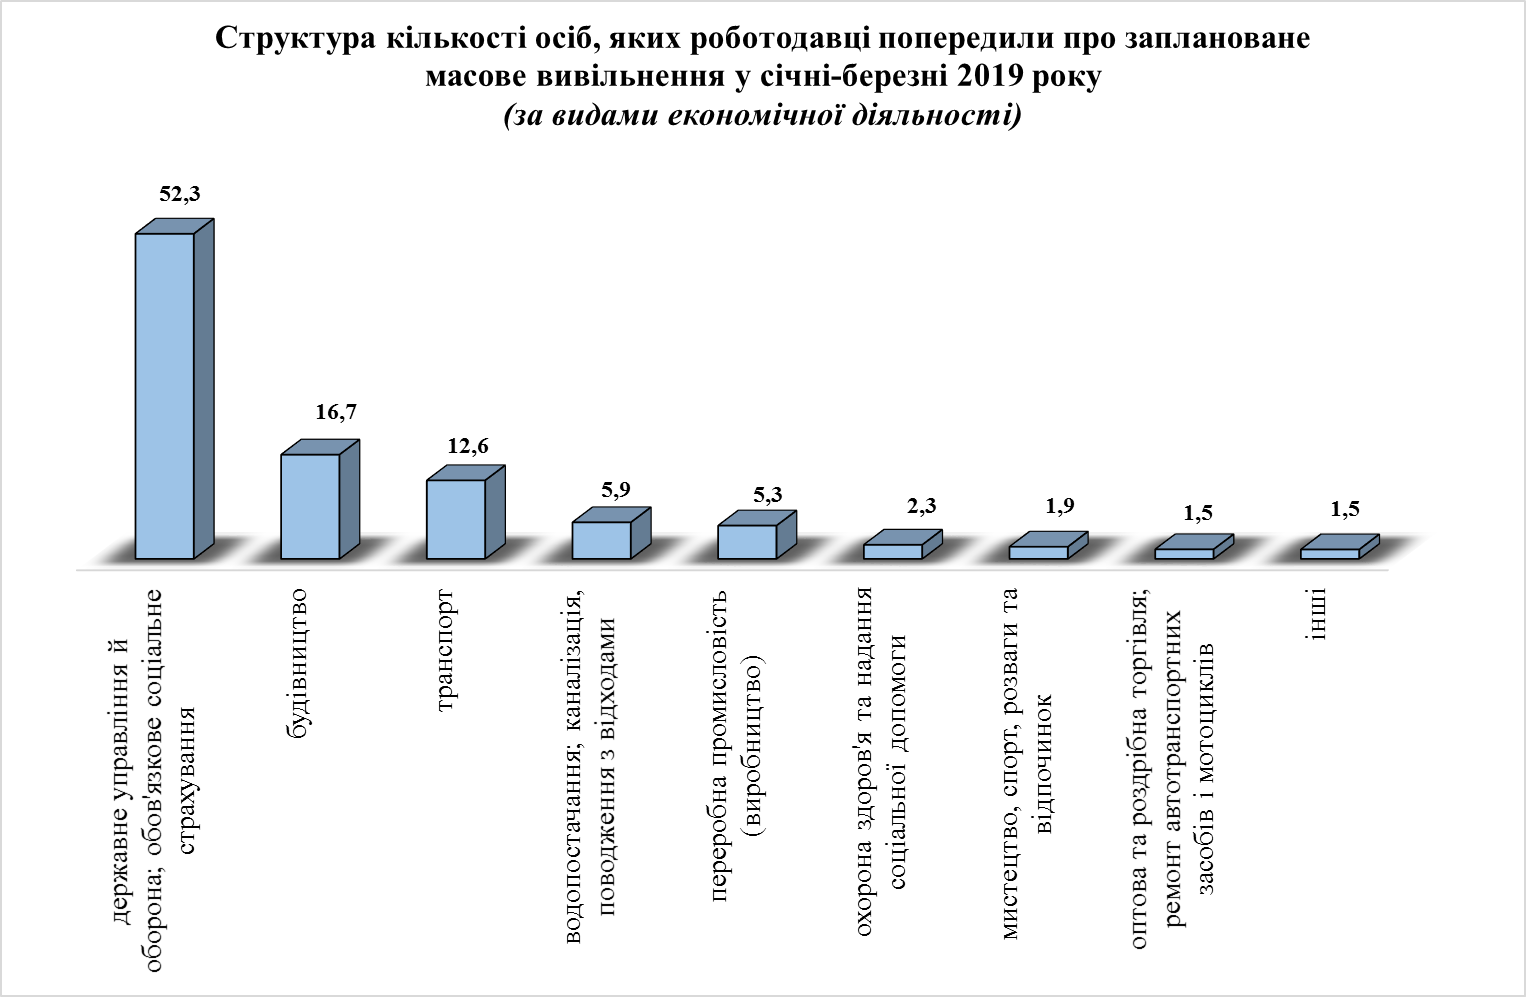 Структура кількості осіб, яких роботодавці попередили про заплановане
масове вивільнення у січні-березні 2019 року
(за видами економічної діяльності)
52,3
16,7
12,6
5,9
5,3
2,3
1,9
1,5
1,5
державне управління й
оборона; обов'язкове соціальне
страхування
будівництво
транспорт
водопостачання; каналізація,
поводження з відходами
переробна промисловість
(виробництво)
охорона здоров'я та надання
соціальної допомоги
мистецтво, спорт, розваги та
відпочинок
оптова та роздрібна торгівля;
ремонт автотранспортних
засобів і мотоциклів
інші